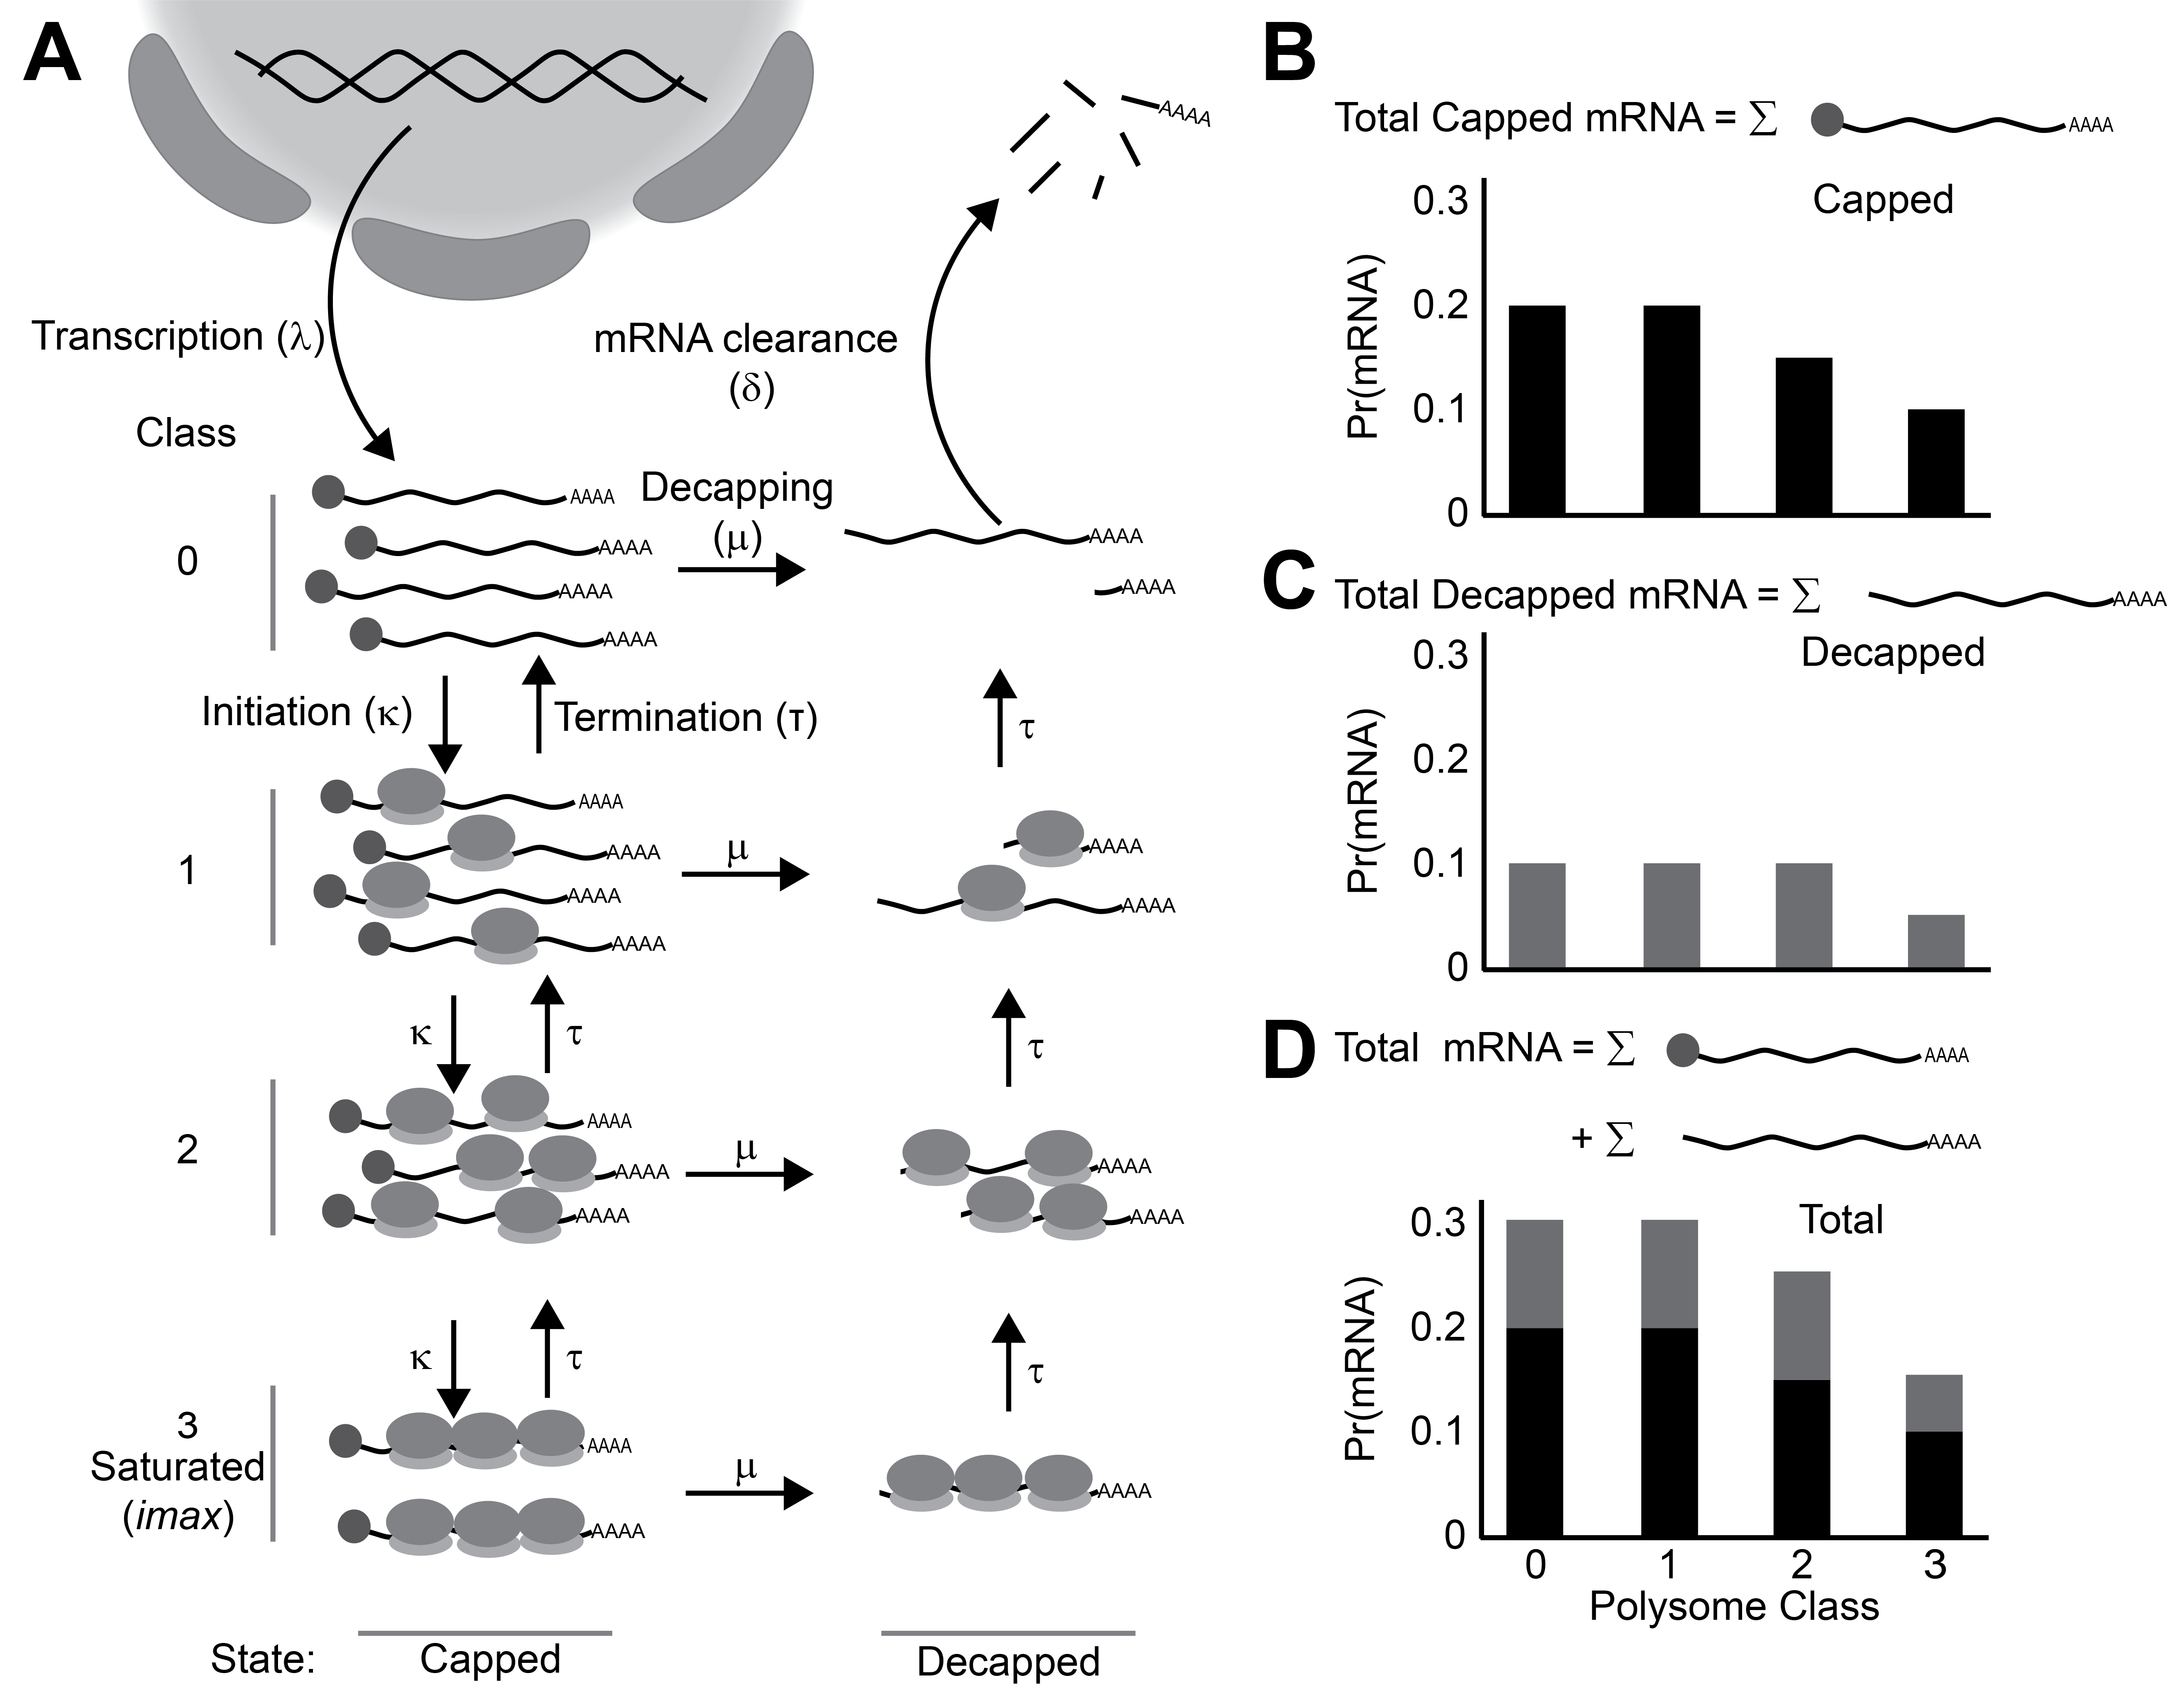 A
Transcription (λ)
mRNA clearance
(δ)
AAAA
Class
0
AAAA
AAAA
AAAA
AAAA
Decapping
(μ)
AAAA
AAAA
Initiation (κ)
Termination (τ)
τ
1
AAAA
AAAA
AAAA
AAAA
μ
AAAA
AAAA
κ
τ
τ
2
AAAA
AAAA
AAAA
μ
AAAA
AAAA
κ
τ
τ
3
Saturated
(imax)
AAAA
AAAA
μ
AAAA
State:
Capped
Decapped
B
Total Capped mRNA = ∑
AAAA
Capped
Pr(mRNA)
0.3
0.2
0.1
0
C
Total Decapped mRNA = ∑
AAAA
Decapped
Pr(mRNA)
0.3
0.2
0.1
0
D
Total mRNA = ∑
AAAA
+ ∑
AAAA
Total
Pr(mRNA)
0.3
0.2
0.1
0
0 1 2 3
Polysome Class